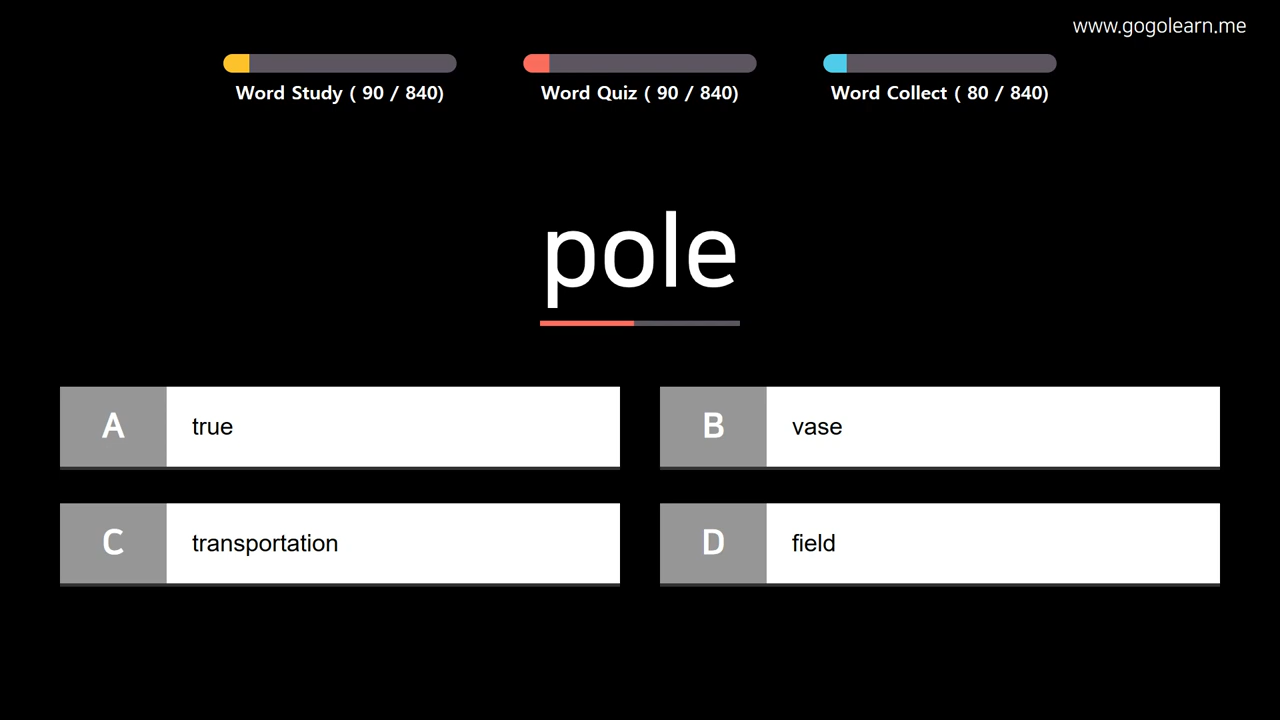 www.gogolearn.me
Word Study ( 90 / 840)
Word Quiz ( 90 / 840)
Word Collect ( 80 / 840)
pole
A true
B vase
C transportation
D field